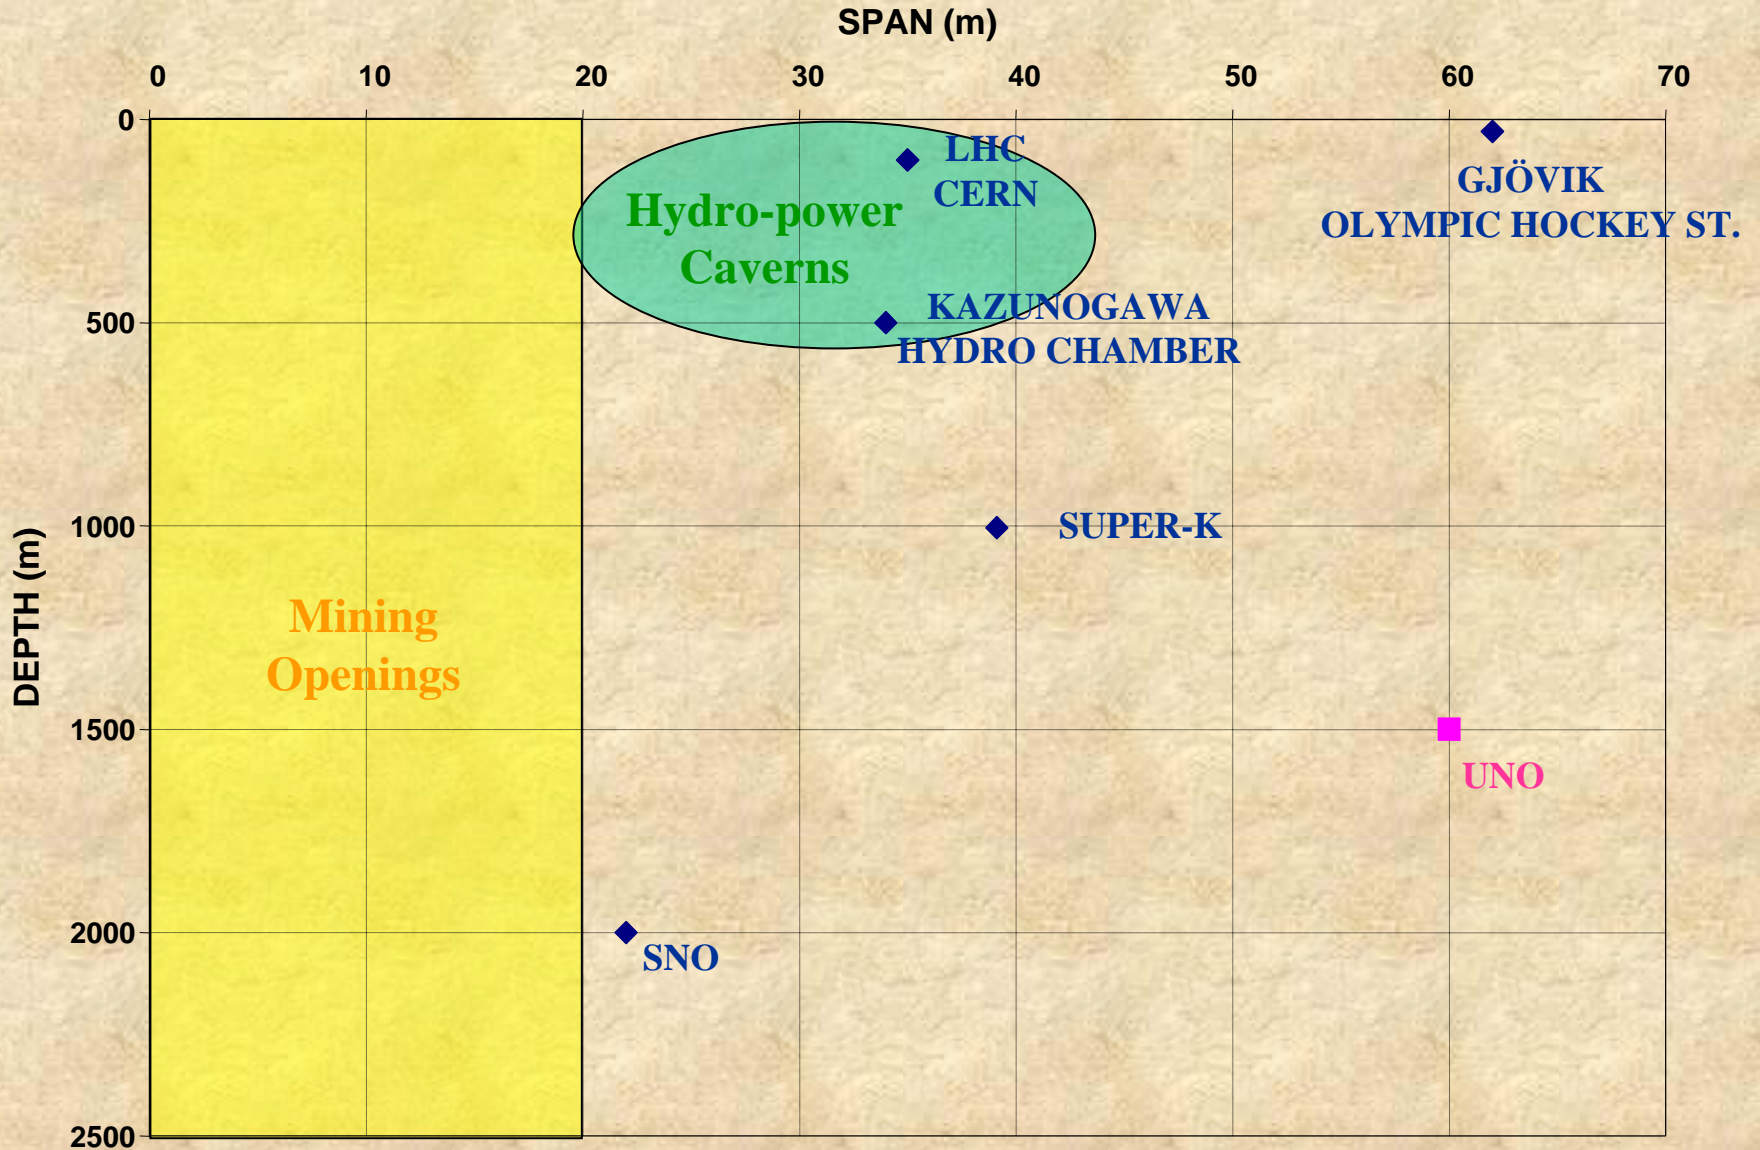 SPAN (m)
0 10 20 30 40 50 60 70
0
500
1000
1500
2000
2500
DEPTH (m)
LHC
CERN
GJÖVIK
OLYMPIC HOCKEY ST.
Hydro-power
Caverns
KAZUNOGAWA
HYDRO CHAMBER
SUPER-K
Mining
Openings
UNO
SNO